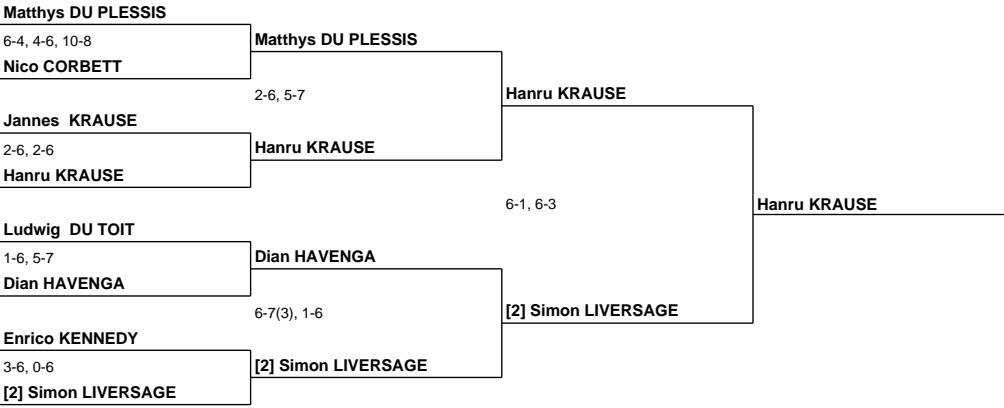 Matthys DU PLESSIS
6-4, 4-6, 10-8
Nico CORBETT
Jannes  KRAUSE
2-6, 2-6
Hanru KRAUSE
Ludwig  DU TOIT
1-6, 5-7
Dian HAVENGA
Enrico KENNEDY
3-6, 0-6
[2] Simon LIVERSAGE
Matthys DU PLESSIS
2-6, 5-7
Hanru KRAUSE
Dian HAVENGA
6-7(3), 1-6
[2] Simon LIVERSAGE
Hanru KRAUSE
6-1, 6-3
[2] Simon LIVERSAGE
Hanru KRAUSE